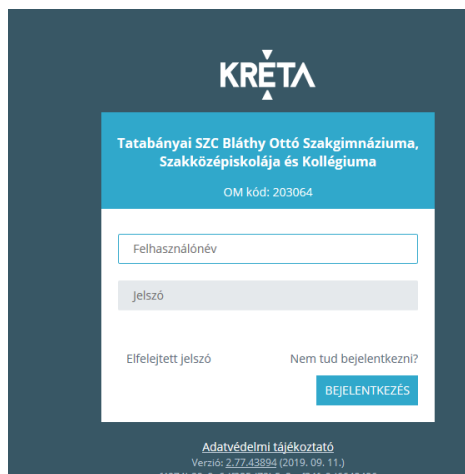 KRÉTA
Tatabányai SZC Bláthy Ottó Szakgimnáziuma,
Szakközépiskolája és Kollégiuma
OM kód: 203064
Felhasználónév
Jelszó
Elfelejtett jelszó
Nem tud bejelentkezni?
BEJELENTKEZÉS
Adatvédelmi tájékoztató
Verzió: 2.77.43894 (2019. 09. 11.)